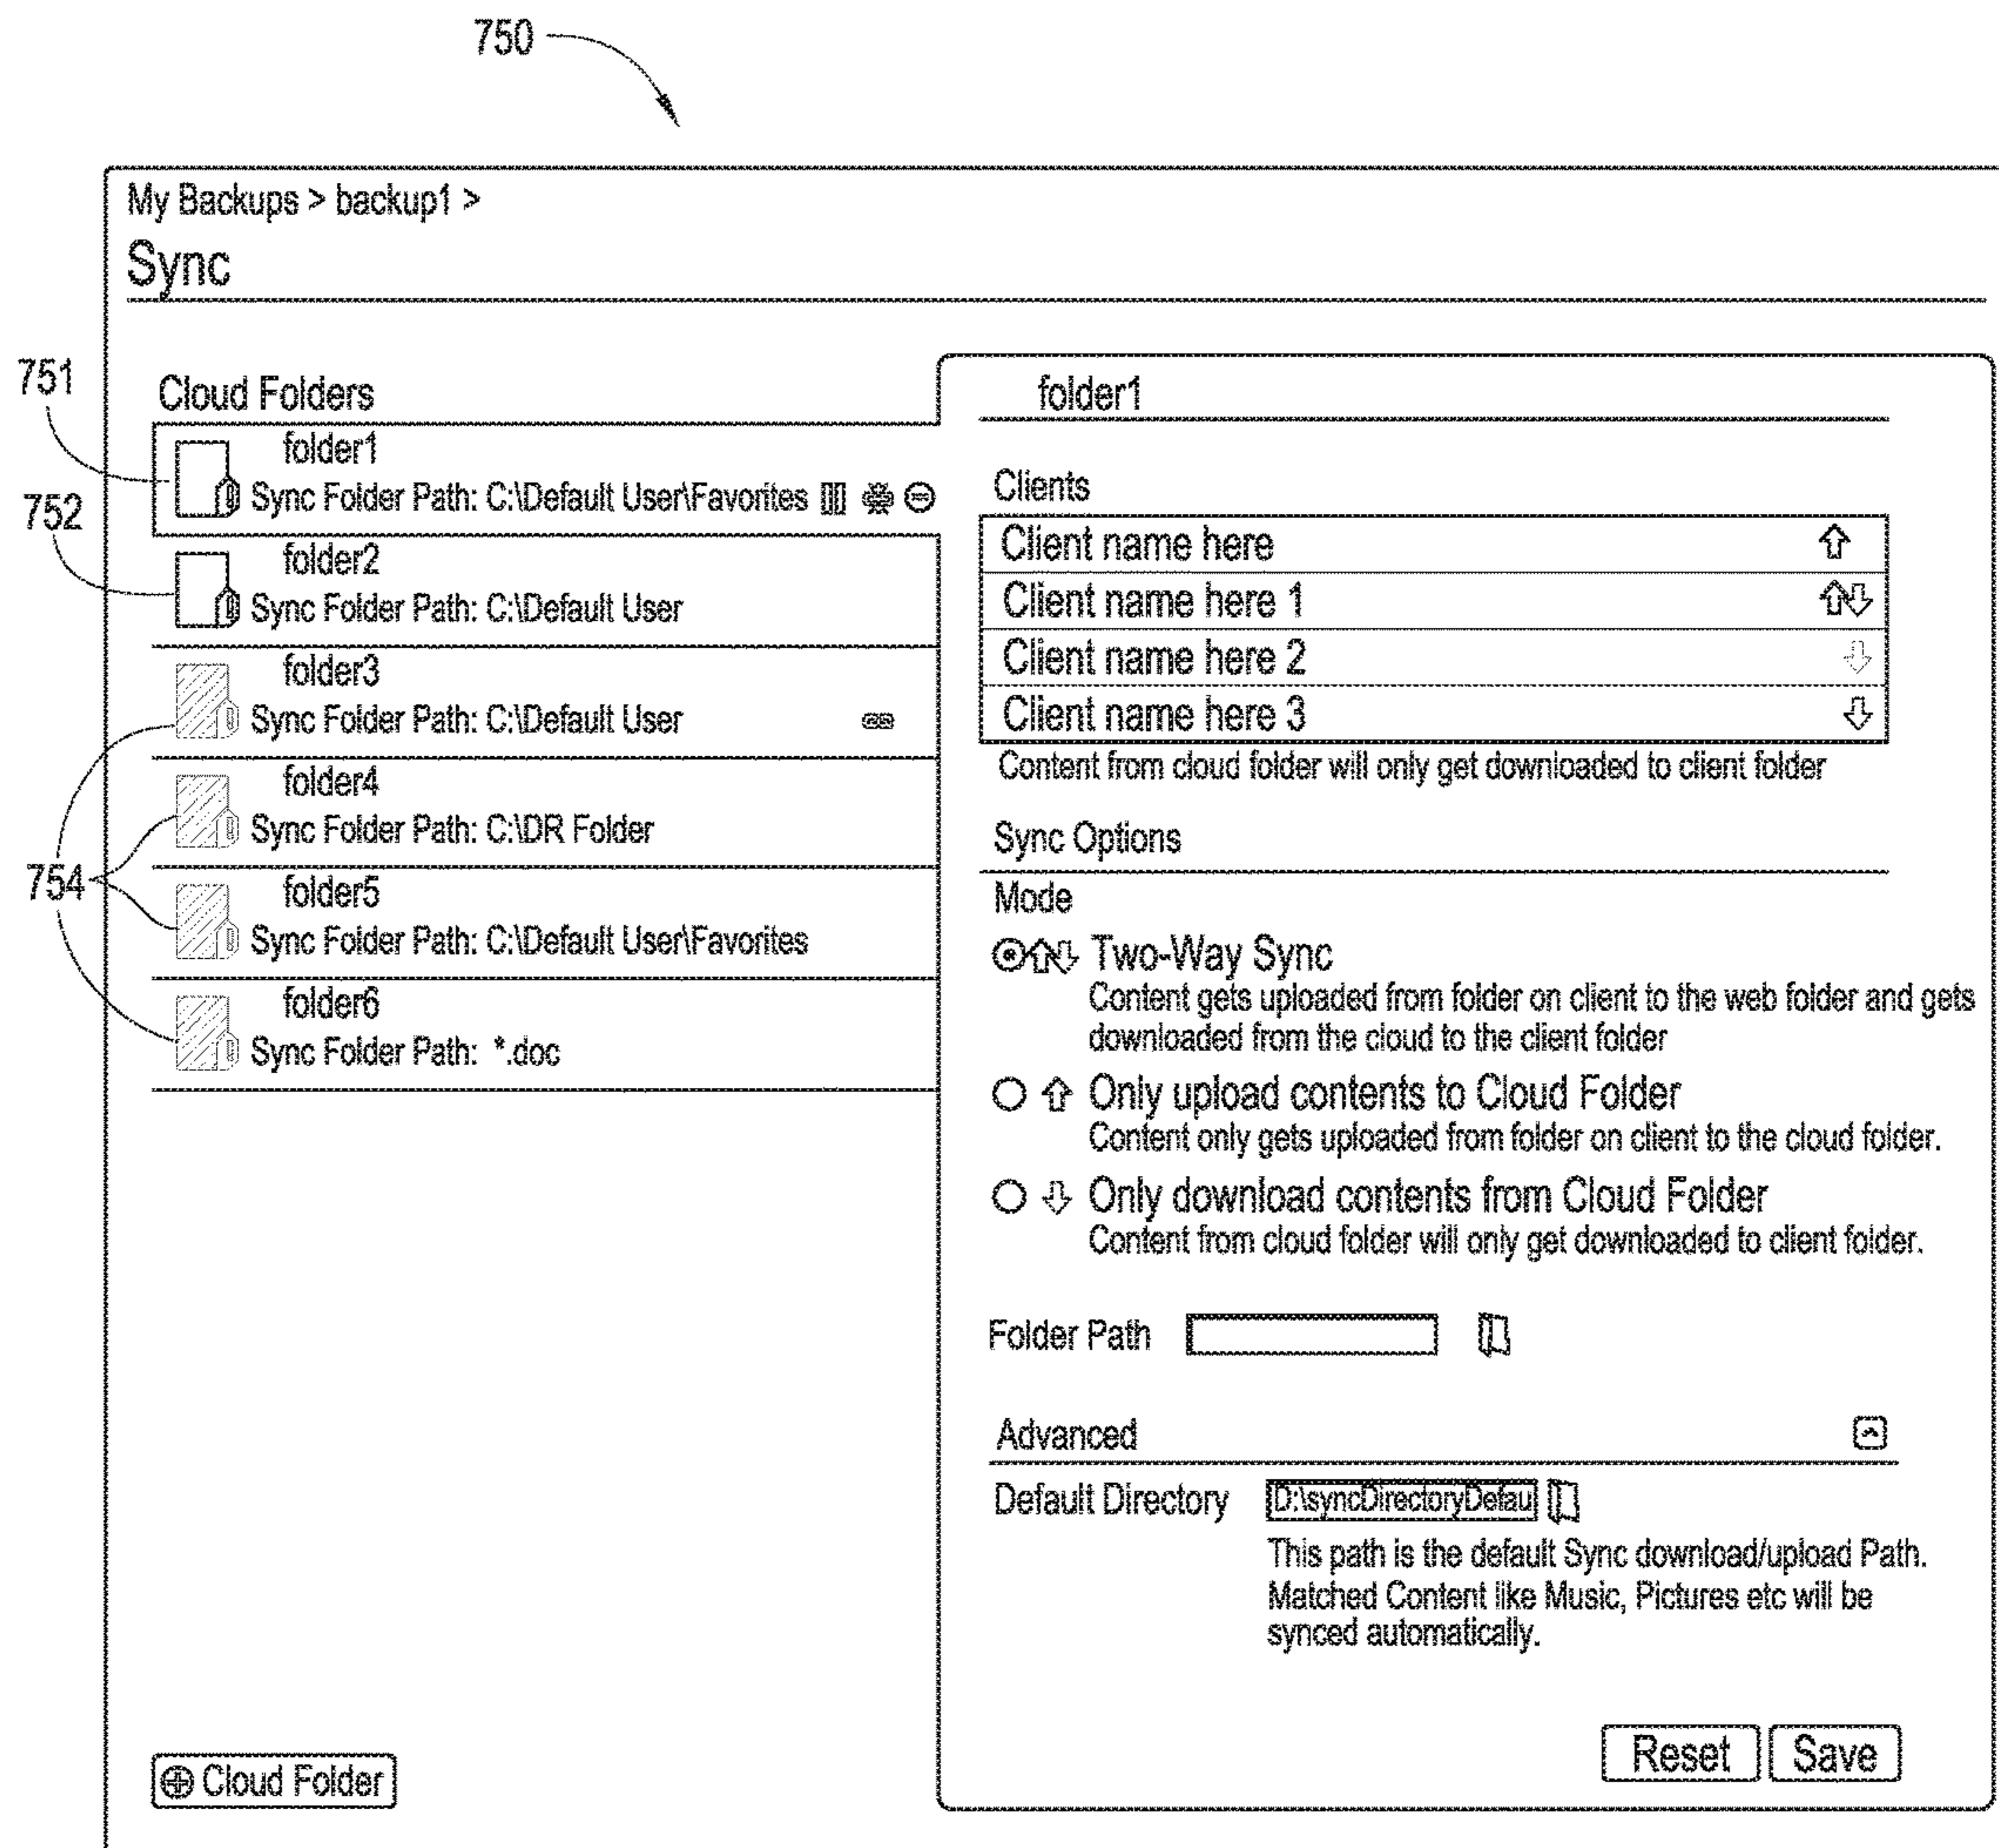 750
My Backups > backup1 >
Sync
751
752
754
Cloud Folders
folder1
Sync Folder Path: C:\Default User\Favorites
folder2
Sync Folder Path: C:\Default User
folder3
Sync Folder Path: C:\Default User
folder4
Sync Folder Path: C:\DR Folder
folder5
Sync Folder Path: C:\Default User\Favorites
folder6
Sync Folder Path: *.doc
Cloud Folder
folder1
Clients
Client name here
Client name here 1
Client name here 2
Client name here 3
Content from cloud folder will only get downloaded to client folder
Sync Options
Mode
Two-Way Sync
Content gets uploaded from folder on client to the web folder and gets
downloaded from the cloud to the client folder
Only upload contents to Cloud Folder
Content only gets uploaded from folder on client to the cloud folder.
Only download contents from Cloud Folder
Content from cloud folder will only get downloaded to client folder.
Folder Path
Advanced
Default Directory D:\syncDirectoryDefau
This path is the default Sync download/upload Path.
Matched Content like Music, Pictures etc will be
synced automatically.
Reset Save